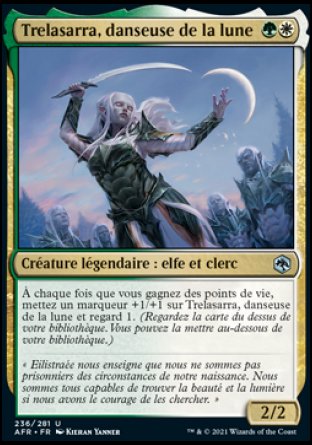 Trelasarra, danseuse de la lune
Créature légendaire : elfe et clerc
À chaque fois que vous gagnez des points de vie,
mettez un marqueur +1/+1 sur Trelasarra, danseuse
de la lune et regard 1. (Regardez la carte du dessus de
votre bibliothèque. Vous pouvez la mettre au-dessous de
votre bibliothèque.)
« Eilistraée nous enseigne que nous ne sommes pas
prisonniers des circonstances de notre naissance. Nous
sommes tous capables de trouver la beauté et la lumière
si nous avons le courage de les chercher. »
2/2
236/281 U
AFR • FR KIERAN YANNER
™ & © 2021 Wizards of the Coast